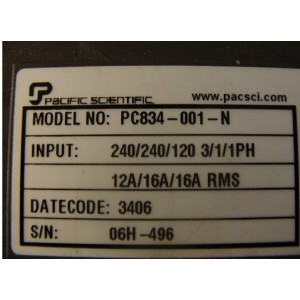 PACIFIC SCIENTIFIC www.pacsci.com
MODEL NO: PC834-001-N
INPUT: 240/240/120 3/1/1PH
12A/16A/16A RMS
DATECODE: 3406
S/N: 06H-496